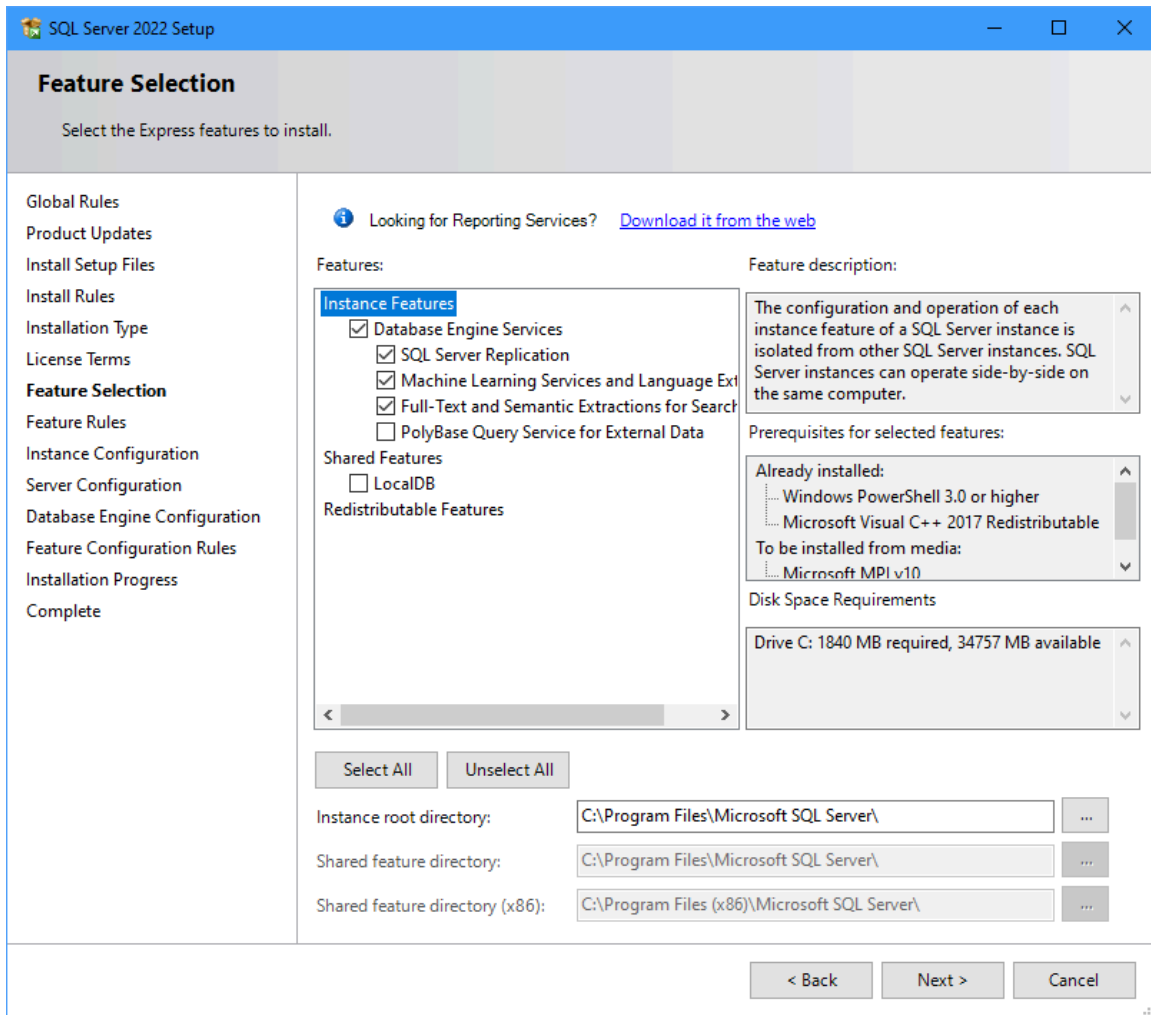 SQL Server 2022 Setup
Feature Selection
Select the Express features to install.
Global Rules
Product Updates
Install Setup Files
Install Rules
Installation Type
License Terms
Feature Selection
Feature Rules
Instance Configuration
Server Configuration
Database Engine Configuration
Feature Configuration Rules
Installation Progress
Complete
Looking for Reporting Services? Download it from the web
Features:
Instance Features
Database Engine Services
SQL Server Replication
Machine Learning Services and Language Ext
Full-Text and Semantic Extractions for Search
PolyBase Query Service for External Data
Shared Features
LocalDB
Redistributable Features
Feature description:
The configuration and operation of each
instance feature of a SQL Server instance is
isolated from other SQL Server instances. SQL
Server instances can operate side-by-side on
the same computer.
Prerequisites for selected features:
Already installed:
Windows PowerShell 3.0 or higher
Microsoft Visual C++ 2017 Redistributable
To be installed from media:
Microsoft MPI v10
Disk Space Requirements
Drive C: 1840 MB required, 34757 MB available
Select All
Unselect All
Instance root directory: C:\Program Files\Microsoft SQL Server\ ...
Shared feature directory: C:\Program Files\Microsoft SQL Server\ ...
Shared feature directory (x86): C:\Program Files (x86)\Microsoft SQL Server\ ...
< Back
Next >
Cancel